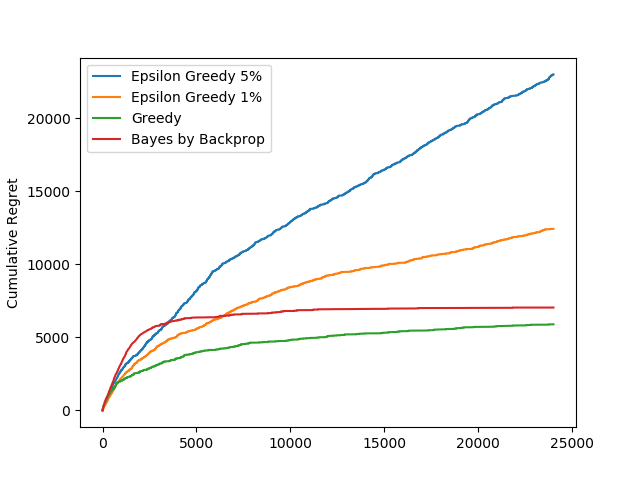 Epsilon Greedy 5%
Epsilon Greedy 1%
Greedy
Bayes by Backprop
Cumulative Regret
20000
15000
10000
5000
0
0 5000 10000 15000 20000 25000